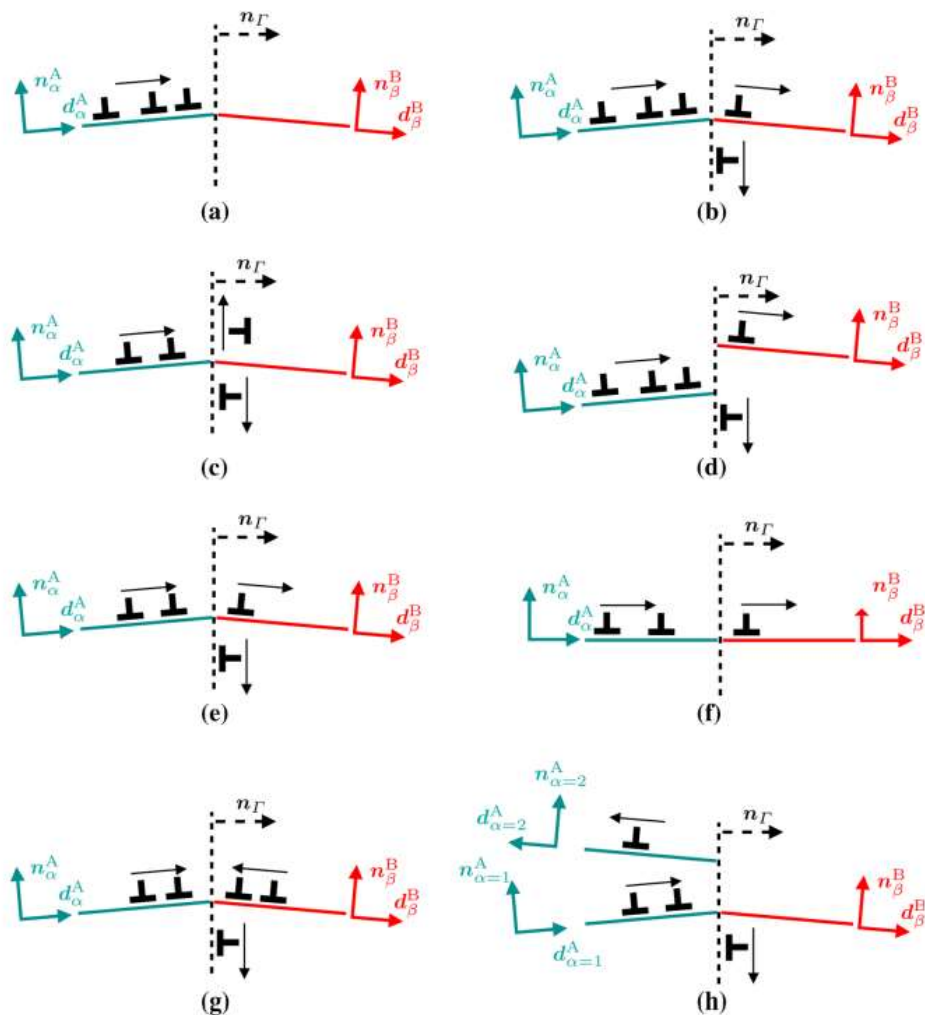 n_Γ
n_α^A
d_α^A
n_β^B
d_β^B
(a)
n_Γ
n_α^A
d_α^A
n_β^B
d_β^B
(b)
n_Γ
n_α^A
d_α^A
n_β^B
d_β^B
(c)
n_Γ
n_α^A
d_α^A
n_β^B
d_β^B
(d)
n_Γ
n_α^A
d_α^A
n_β^B
d_β^B
(e)
n_Γ
n_α^A
d_α^A
n_β^B
d_β^B
(f)
n_Γ
n_α^A
d_α^A
n_β^B
d_β^B
(g)
n_{α=2}^A
d_{α=2}^A
n_{α=1}^A
d_{α=1}^A
n_Γ
n_β^B
d_β^B
(h)